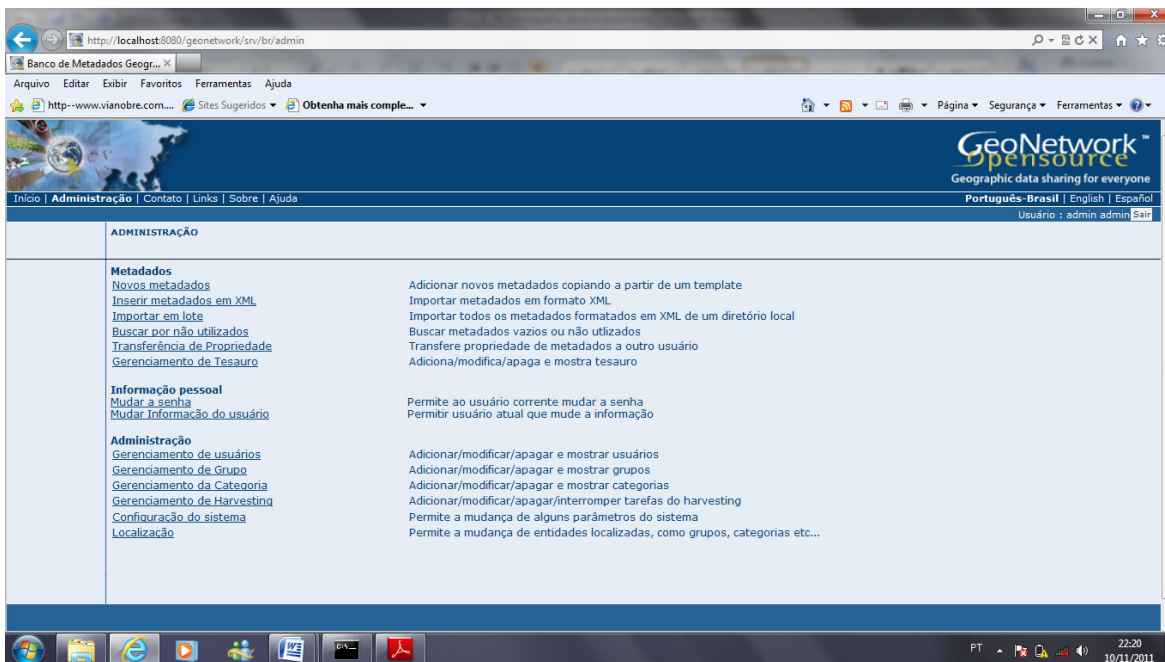 http://localhost:8080/geonetwork/srv/br/admin
Banco de Metadados Geogr...
Arquivo Editar Exibir Favoritos Ferramentas Ajuda
http--www.vianobre.com.... Sites Sugeridos Obtenha mais comple... Página Segurança Ferramentas
GeoNetwork™
Opensource
Geographic data sharing for everyone
Início | Administração | Contato | Links | Sobre | Ajuda Português-Brasil | English | Español
Usuário : admin admin Sair
ADMINISTRAÇÃO
Metadados
Novos metadados Adicionar novos metadados copiando a partir de um template
Inserir metadados em XML Importar metadados em formato XML
Importar em lote Importar todos os metadados formatados em XML de um diretório local
Buscar por não utilizados Buscar metadados vazios ou não utlizados
Transferência de Propriedade Transfere propriedade de metadados a outro usuário
Gerenciamento de Tesauro Adiciona/modifica/apaga e mostra tesauro
Informação pessoal
Mudar a senha Permite ao usuário corrente mudar a senha
Mudar Informação do usuário Permitir usuário atual que mude a informação
Administração
Gerenciamento de usuários Adicionar/modificar/apagar e mostrar usuários
Gerenciamento de Grupo Adicionar/modificar/apagar e mostrar grupos
Gerenciamento da Categoria Adicionar/modificar/apagar e mostrar categorias
Gerenciamento de Harvesting Adicionar/modificar/apagar/interromper tarefas do harvesting
Configuração do sistema Permite a mudança de alguns parâmetros do sistema
Localização Permite a mudança de entidades localizadas, como grupos, categorias etc...
PT 22:20
10/11/2011